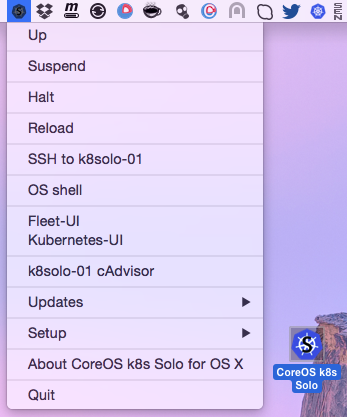 Up
Suspend
Halt
Reload
SSH to k8solo-01
OS shell
Fleet-UI
Kubernetes-UI
k8solo-01 cAdvisor
Updates
Setup
About CoreOS k8s Solo for OS X
Quit
CoreOS k8s
Solo